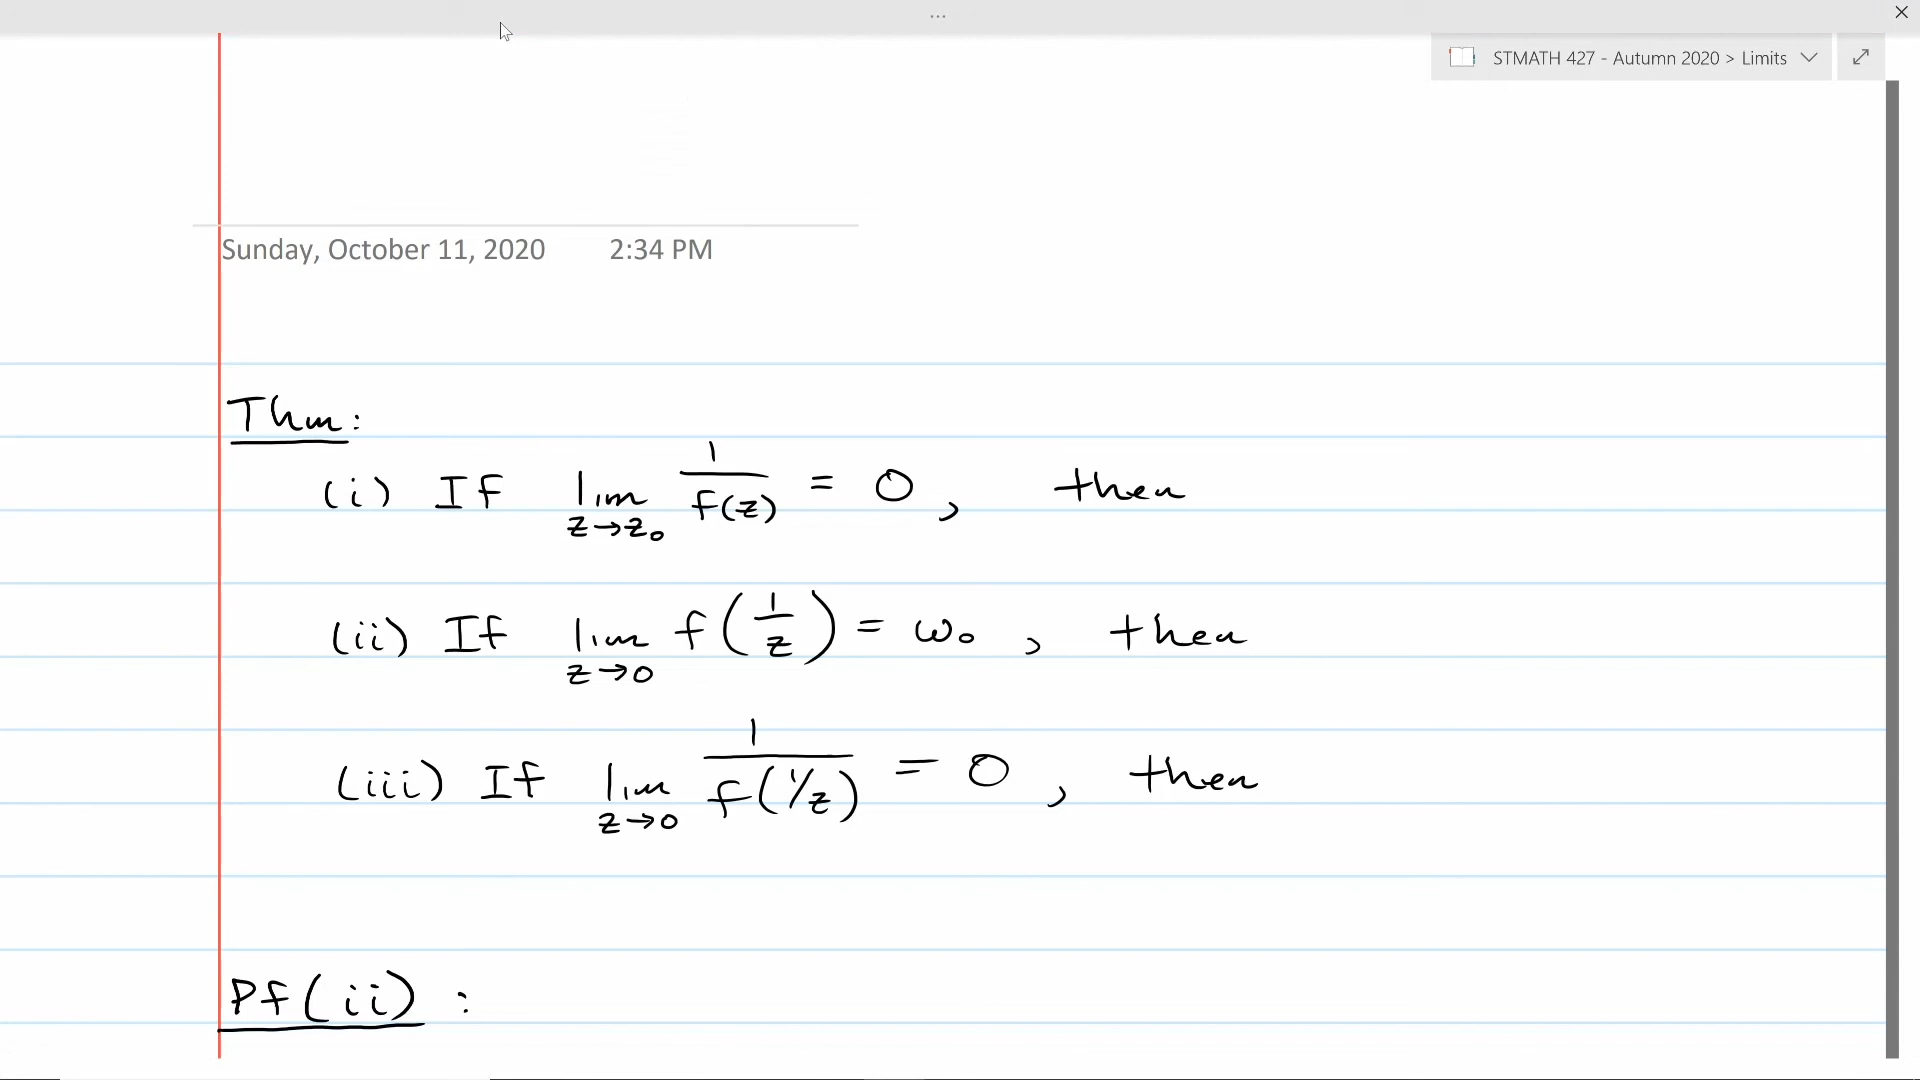 ...
STMATH 427 - Autumn 2020 > Limits
Sunday, October 11, 2020 2:34 PM
Thm:
(i) If lim_{z→z₀} 1/f(z) = 0, then
(ii) If lim_{z→0} f(1/z) = ω₀, then
(iii) If lim_{z→0} 1/f(1/z) = 0, then
Pf(ii):